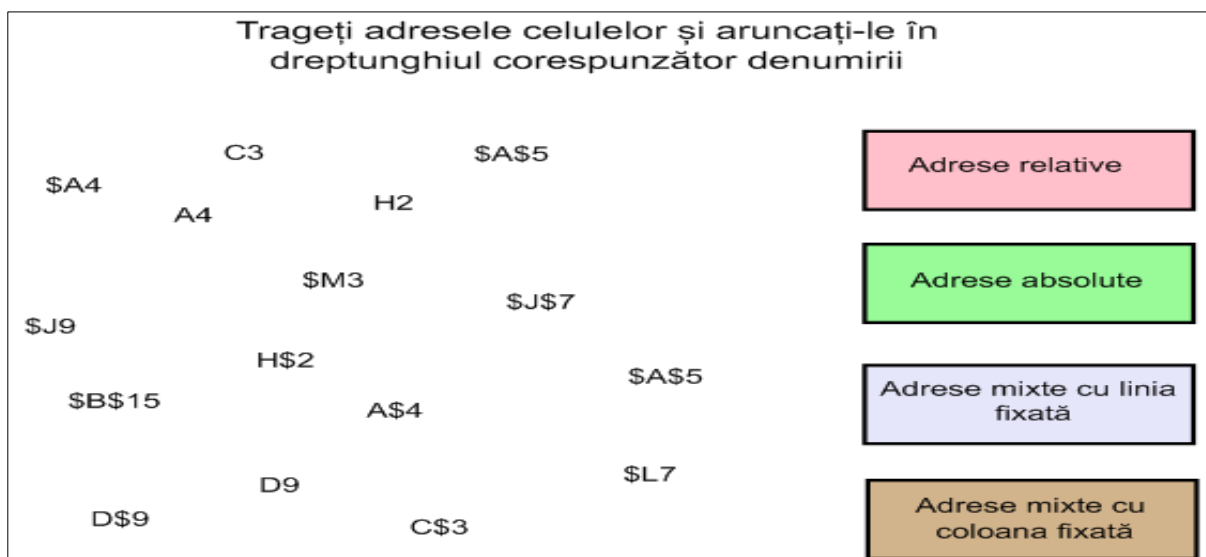 Trageți adresele celulelor și aruncați-le în
dreptunghiul corespunzător denumirii
C3
$A$5
$A4
A4
H2
$M3
$J$7
$J9
H$2
$A$5
$B$15
A$4
$L7
D9
D$9
C$3
Adrese relative
Adrese absolute
Adrese mixte cu linia
fixată
Adrese mixte cu
coloana fixată